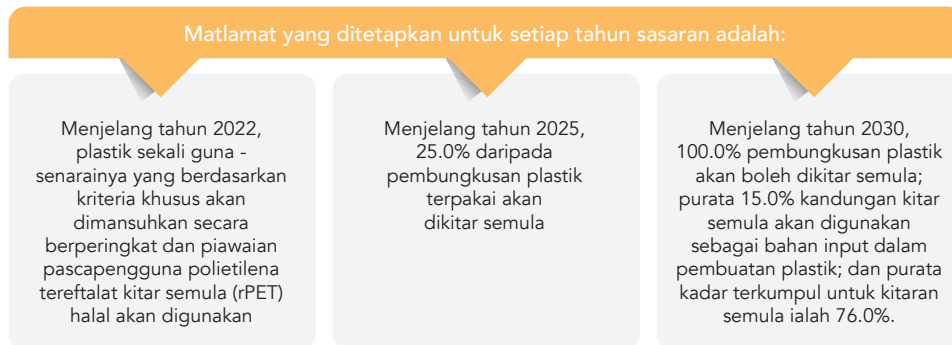 Matlamat yang ditetapkan untuk setiap tahun sasaran adalah:
Menjelang tahun 2022,
plastik sekali guna -
senarainya yang berdasarkan
kriteria khusus akan
dimansuhkan secara
berperingkat dan piawaian
pascapengguna polietilena
tereftalat kitar semula (rPET)
halal akan digunakan
Menjelang tahun 2025,
25.0% daripada
pembungkusan plastik
terpakai akan
dikitar semula
Menjelang tahun 2030,
100.0% pembungkusan plastik
akan boleh dikitar semula;
purata 15.0% kandungan kitar
semula akan digunakan
sebagai bahan input dalam
pembuatan plastik; dan purata
kadar terkumpul untuk kitaran
semula ialah 76.0%.